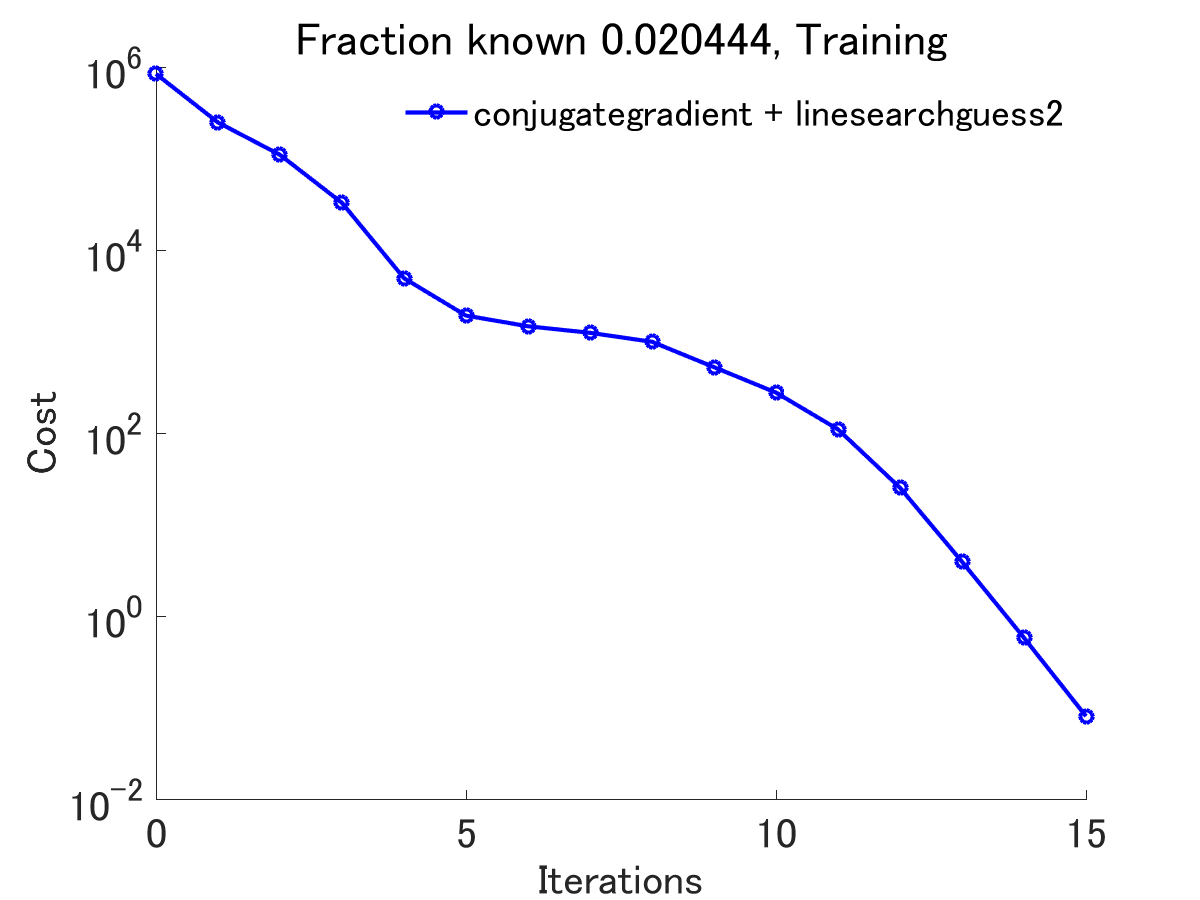 Fraction known 0.020444, Training
conjugategradient + linesearchguess2
10^6
10^4
10^2
10^0
10^-2
Cost
0 5 10 15
Iterations